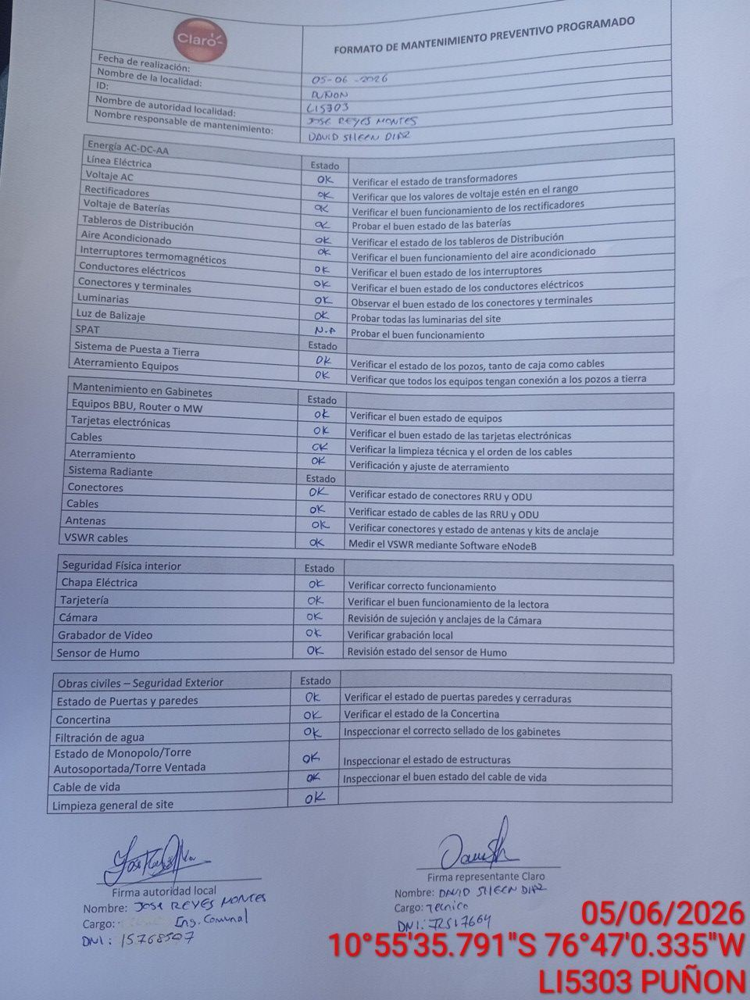 Claro
FORMATO DE MANTENIMIENTO PREVENTIVO PROGRAMADO
Fecha de realización: 05-06-2026
Nombre de la localidad: PUÑON
ID: LI5303
Nombre de autoridad localidad: JOSE REYES MONTES
Nombre responsable de mantenimiento: DAVID SHEEN DIAZ
Energía AC-DC-AA Estado
Línea Eléctrica OK Verificar el estado de transformadores
Voltaje AC OK Verificar que los valores de voltaje estén en el rango
Rectificadores OK Verificar el buen funcionamiento de los rectificadores
Voltaje de Baterías OK Probar el buen estado de las baterías
Tableros de Distribución OK Verificar el estado de los tableros de Distribución
Aire Acondicionado OK Verificar el buen funcionamiento del aire acondicionado
Interruptores termomagnéticos OK Verificar el buen estado de los interruptores
Conductores eléctricos OK Verificar el buen estado de los conductores eléctricos
Conectores y terminales OK Observar el buen estado de los conectores y terminales
Luminarias OK Probar todas las luminarias del site
Luz de Balizaje N.A Probar el buen funcionamiento
SPAT Estado
Sistema de Puesta a Tierra OK Verificar el estado de los pozos, tanto de caja como cables
Aterramiento Equipos OK Verificar que todos los equipos tengan conexión a los pozos a tierra
Mantenimiento en Gabinetes Estado
Equipos BBU, Router o MW OK Verificar el buen estado de equipos
Tarjetas electrónicas OK Verificar el buen estado de las tarjetas electrónicas
Cables OK Verificar la limpieza técnica y el orden de los cables
Aterramiento OK Verificación y ajuste de aterramiento
Sistema Radiante Estado
Conectores OK Verificar estado de conectores RRU y ODU
Cables OK Verificar estado de cables de las RRU y ODU
Antenas OK Verificar conectores y estado de antenas y kits de anclaje
VSWR cables OK Medir el VSWR mediante Software eNodeB
Seguridad Física interior Estado
Chapa Eléctrica OK Verificar correcto funcionamiento
Tarjetería OK Verificar el buen funcionamiento de la lectora
Cámara OK Revisión de sujeción y anclajes de la Cámara
Grabador de Video OK Verificar grabación local
Sensor de Humo OK Revisión estado del sensor de Humo
Obras civiles – Seguridad Exterior Estado
Estado de Puertas y paredes OK Verificar el estado de puertas paredes y cerraduras
Concertina OK Verificar el estado de la Concertina
Filtración de agua OK Inspeccionar el correcto sellado de los gabinetes
Estado de Monopolo/Torre
Autosoportada/Torre Ventada OK Inspeccionar el estado de estructuras
Cable de vida OK Inspeccionar el buen estado del cable de vida
Limpieza general de site OK
Firma autoridad local
Nombre: JOSE REYES MONTES
Cargo: Ins. Comunal
DNI: 15768507
Firma representante Claro
Nombre: DAVID SHEEN DIAZ
Cargo: Tecnico
DNI: 72517664
05/06/2026
10°55'35.791"S 76°47'0.335"W
LI5303 PUÑON